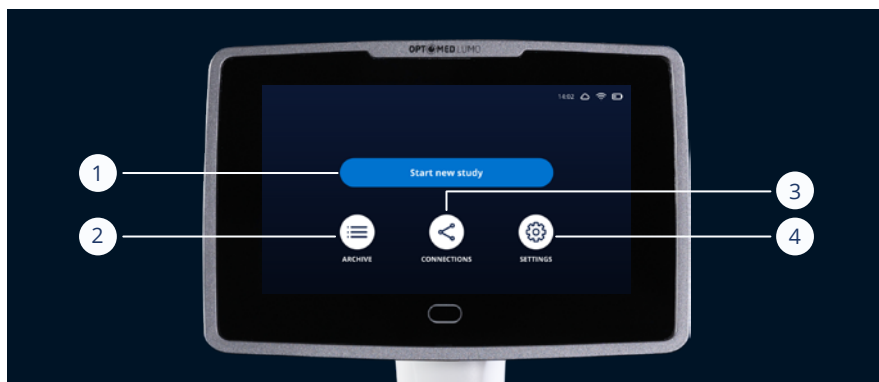 OPTOMED LUMO
14:02
1
Start new study
3
2
4
ARCHIVE
CONNECTIONS
SETTINGS